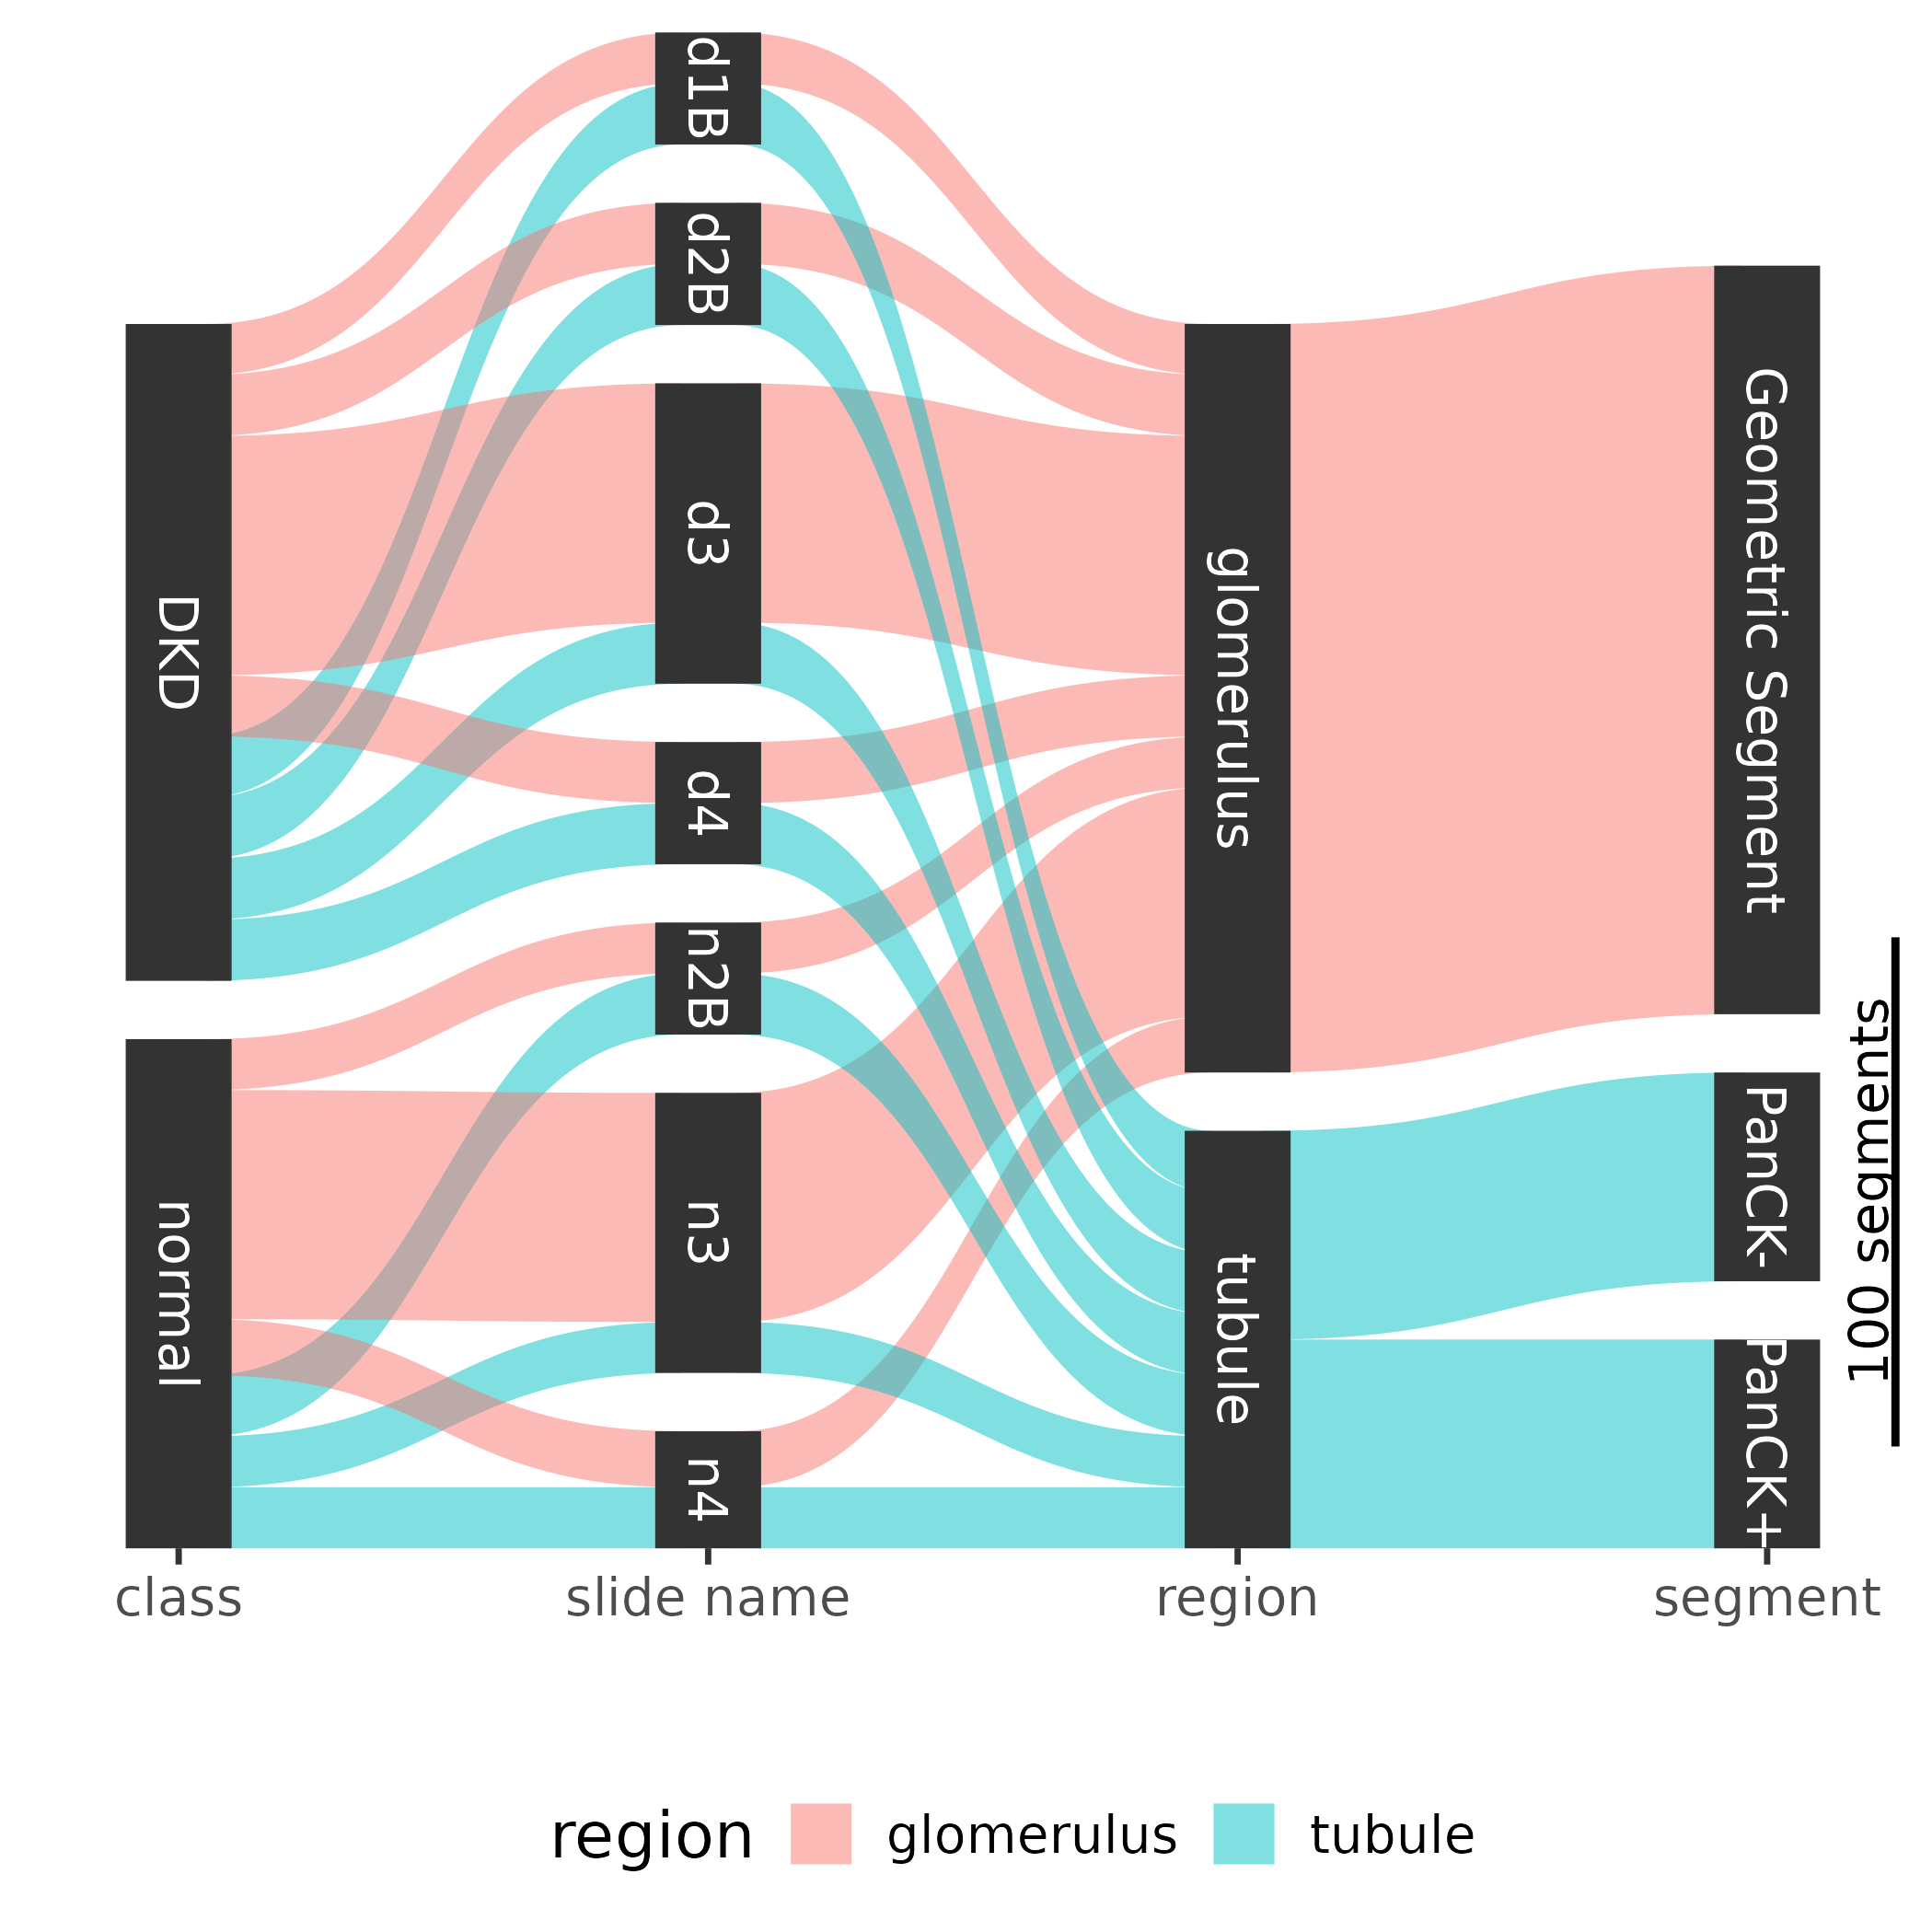 d1B
d2B
d3
d4
n2B
n3
n4
DKD
normal
glomerulus
tubule
Geometric Segment
PanCK-
PanCK+
100 segments
class
slide name
region
segment
region
glomerulus
tubule